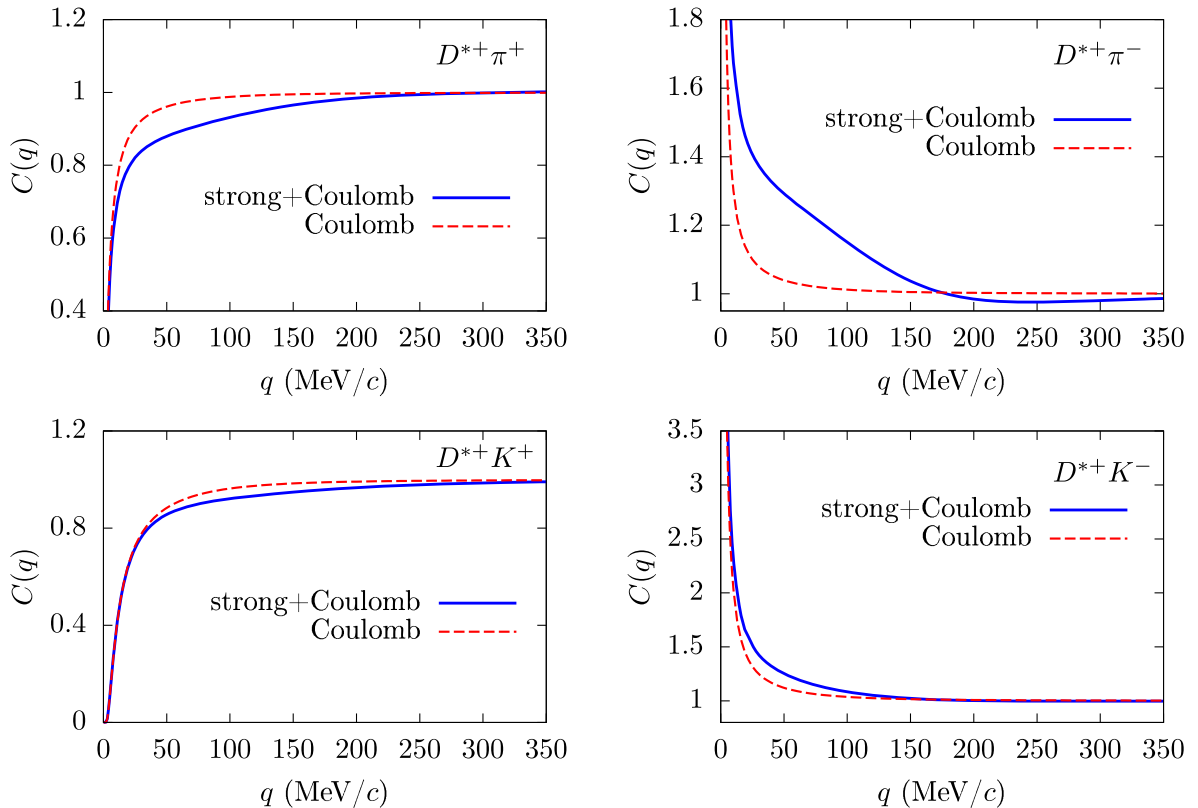 1.2
1
0.8
0.6
0.4
C(q)
D*+π+
strong+Coulomb
Coulomb
0 50 100 150 200 250 300 350
q (MeV/c)
1.8
1.6
1.4
1.2
1
C(q)
D*+π−
strong+Coulomb
Coulomb
0 50 100 150 200 250 300 350
q (MeV/c)
1.2
0.8
0.4
0
C(q)
D*+K+
strong+Coulomb
Coulomb
0 50 100 150 200 250 300 350
q (MeV/c)
3.5
3
2.5
2
1.5
1
C(q)
D*+K−
strong+Coulomb
Coulomb
0 50 100 150 200 250 300 350
q (MeV/c)